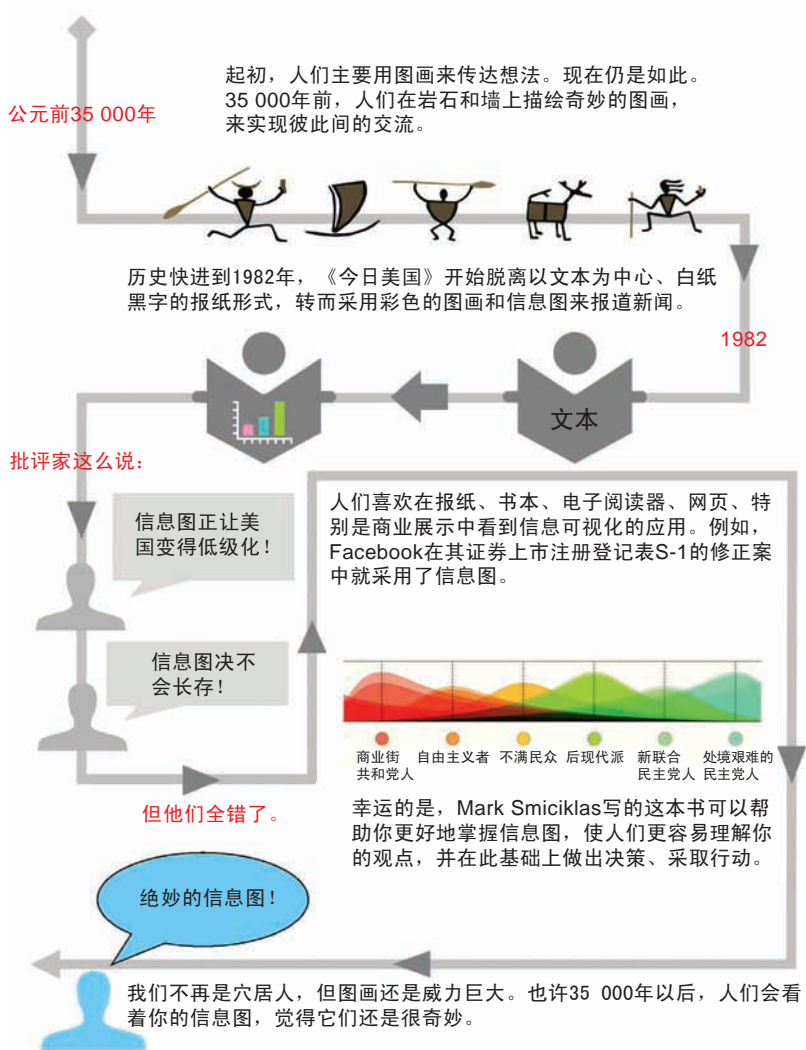 起初，人们主要用图画来传达想法。现在仍是如此。
35 000年前，人们在岩石和墙上描绘奇妙的图画，
来实现彼此间的交流。
公元前35 000年
历史快进到1982年，《今日美国》开始脱离以文本为中心、白纸
黑字的报纸形式，转而采用彩色的图画和信息图来报道新闻。
1982
文本
批评家这么说：
信息图正让美
国变得低级化！
信息图决不
会长存！
但他们全错了。
人们喜欢在报纸、书本、电子阅读器、网页、特
别是商业展示中看到信息可视化的应用。例如，
Facebook在其证券上市注册登记表S-1的修正案
中就采用了信息图。
商业街
共和党人
自由主义者
不满民众
后现代派
新联合
民主党人
处境艰难的
民主党人
幸运的是，Mark Smiciklas写的这本书可以帮
助你更好地掌握信息图，使人们更容易理解你
的观点，并在此基础上做出决策、采取行动。
绝妙的信息图！
我们不再是穴居人，但图画还是威力巨大。也许35 000年以后，人们会看
着你的信息图，觉得它们还是很奇妙。